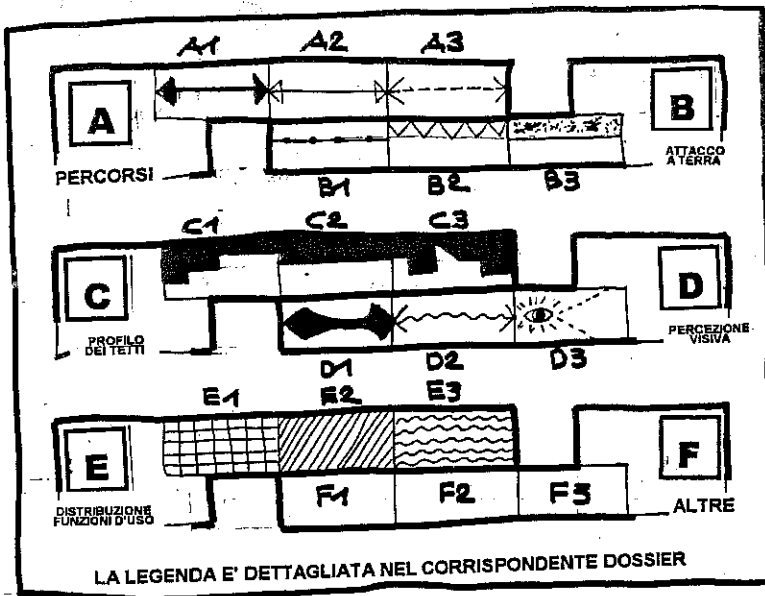 A1 A2 A3
A
B
PERCORSI
ATTACCO
A TERRA
B1 B2 B3
C1 C2 C3
C
D
PROFILO
DEI TETTI
PERCEZIONE
VISIVA
D1 D2 D3
E1 E2 E3
E
F
F1 F2 F3
DISTRIBUZIONE
FUNZIONI D'USO
ALTRE
LA LEGENDA E' DETTAGLIATA NEL CORRISPONDENTE DOSSIER